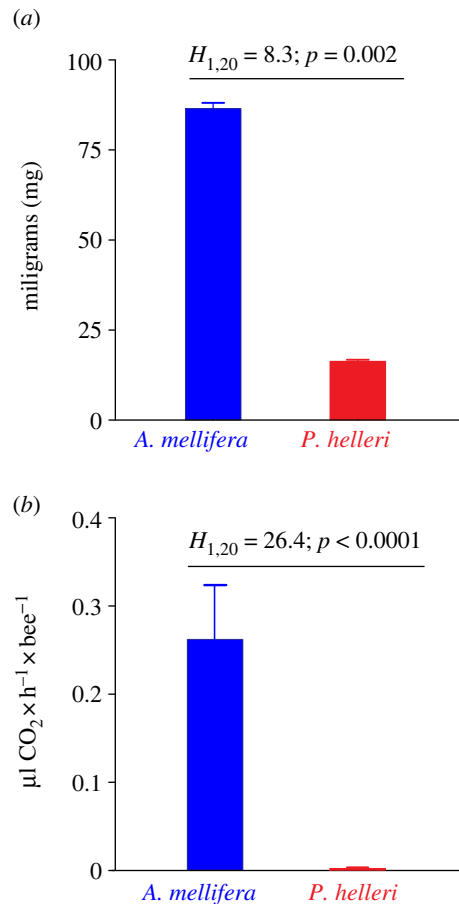 (a)
H1,20 = 8.3; p = 0.002
100
75
50
25
0
miligrams (mg)
A. mellifera P. helleri
(b)
H1,20 = 26.4; p < 0.0001
0.4
0.3
0.2
0.1
0
µl CO2 × h−1 × bee−1
A. mellifera P. helleri